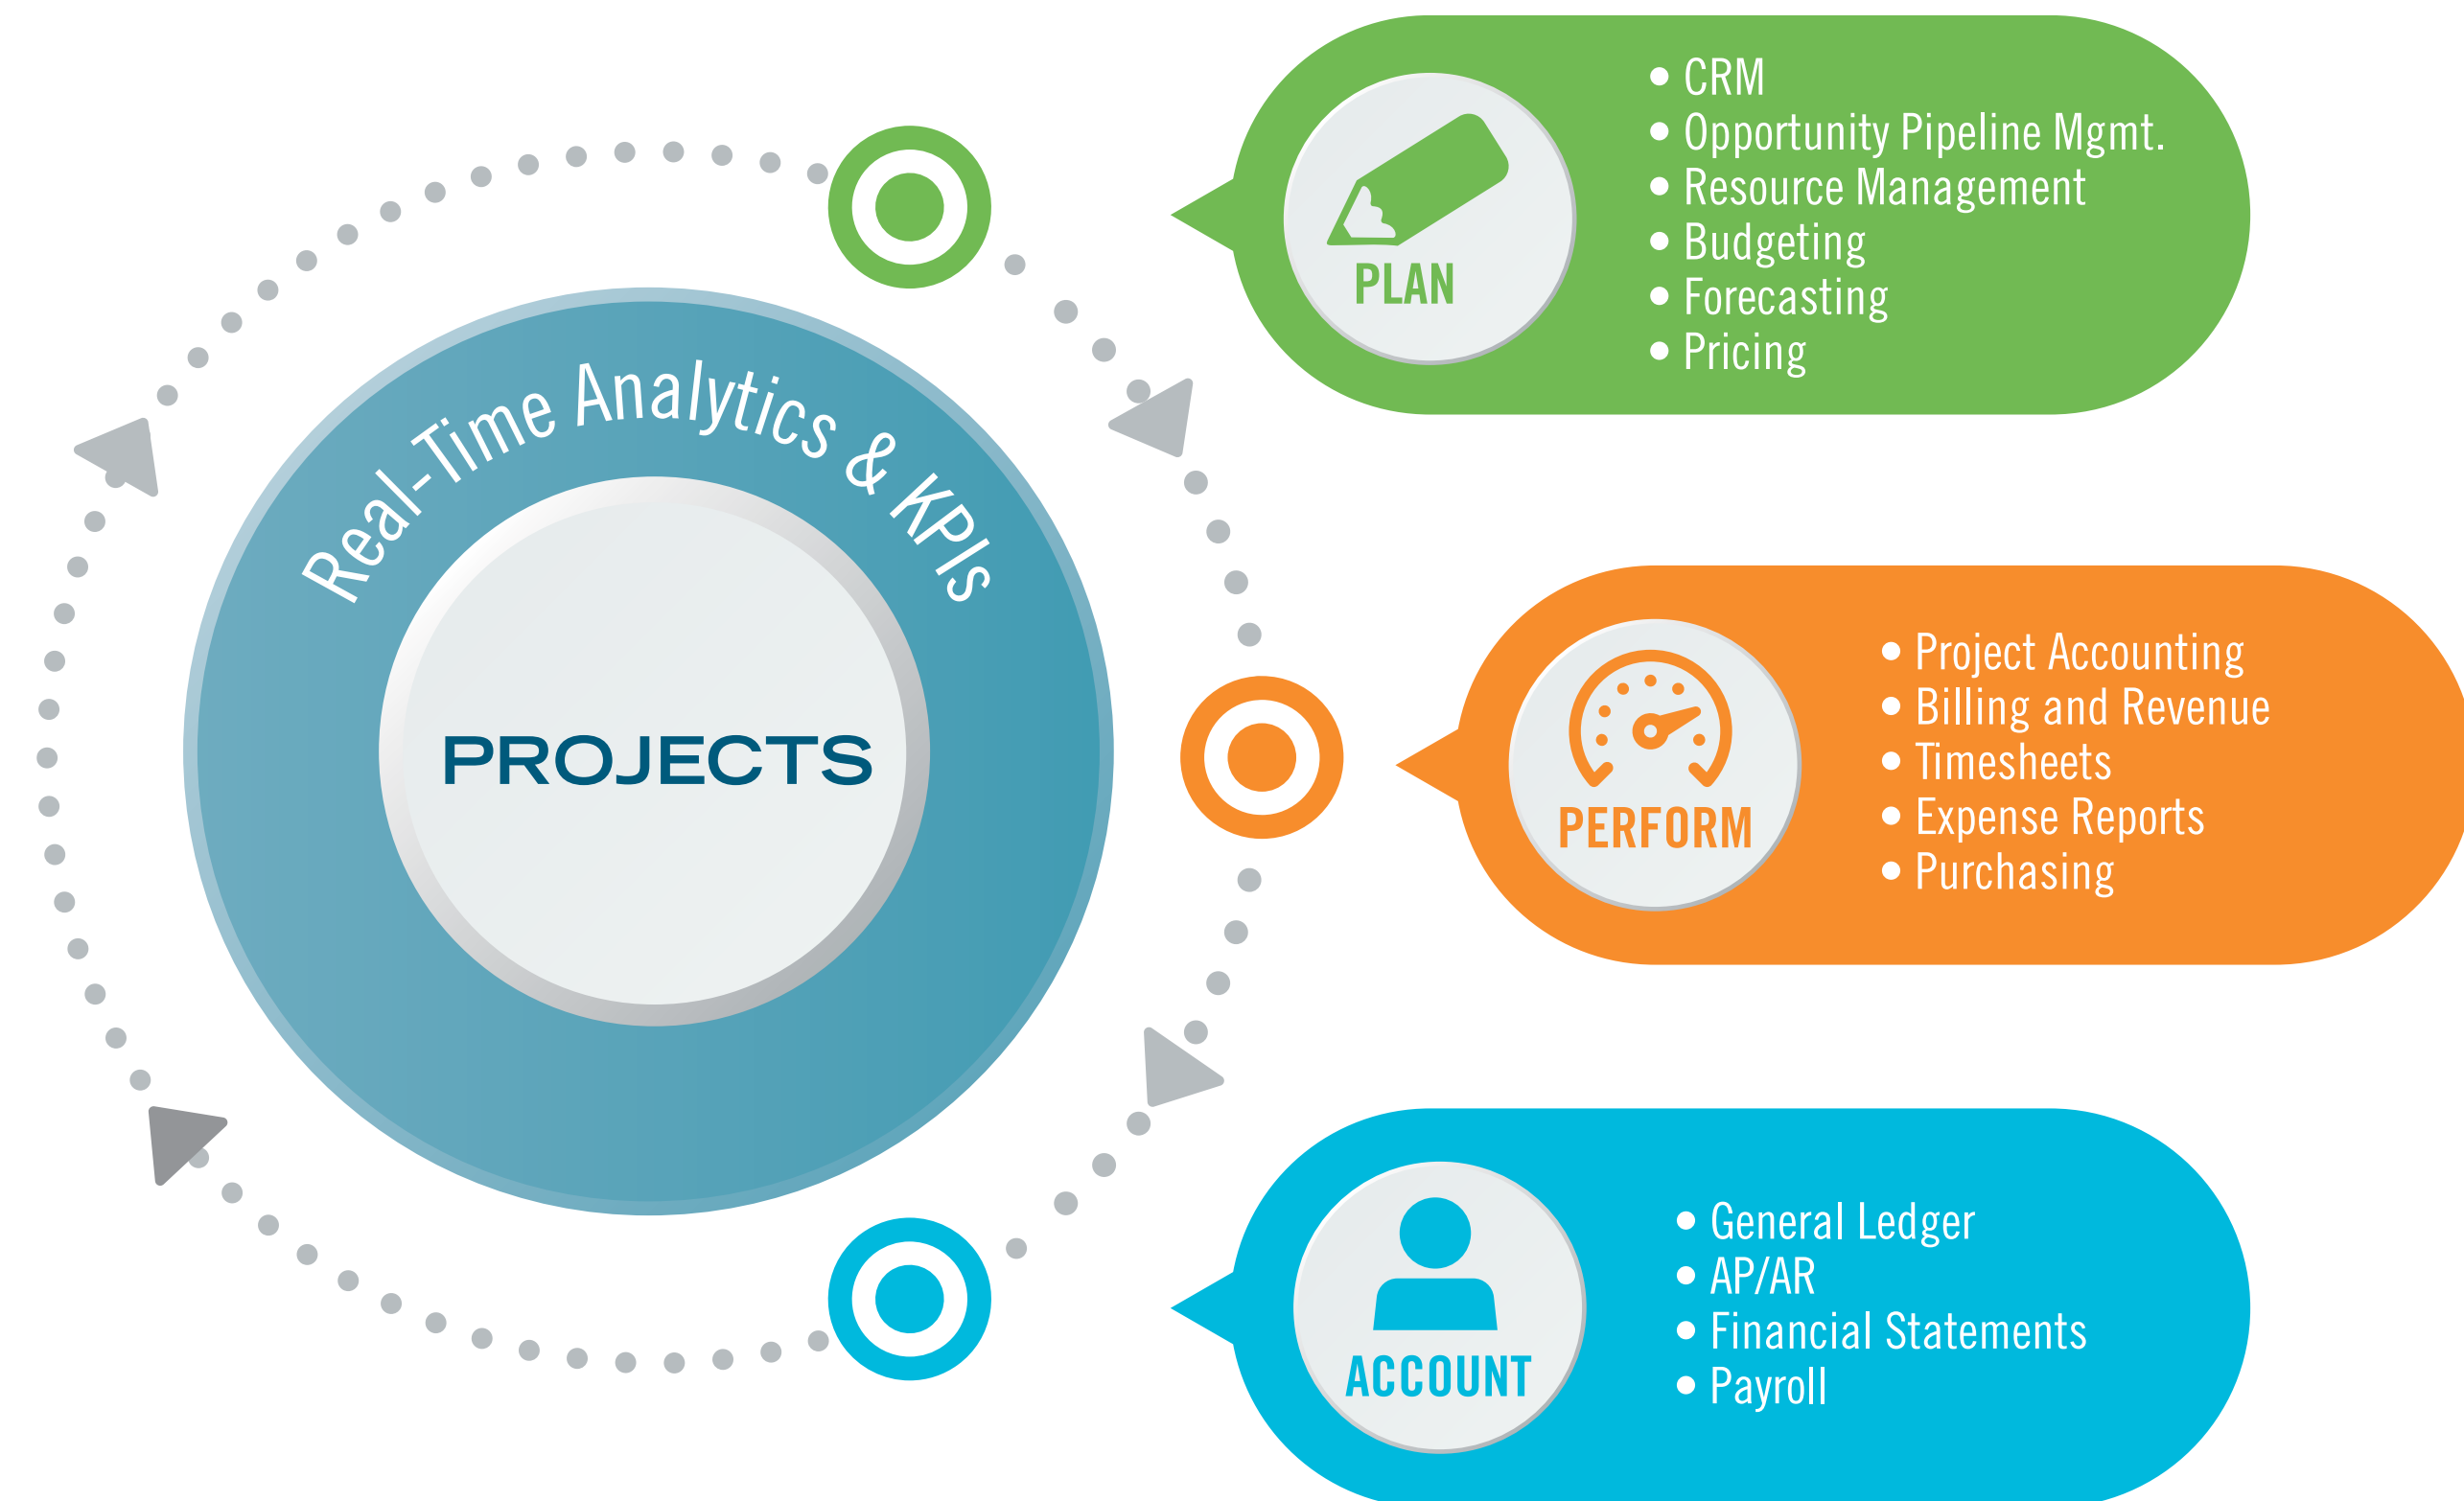 Real-Time Analytics & KPIs
PROJECTS
PLAN
• CRM
• Opportunity Pipeline Mgmt.
• Resource Management
• Budgeting
• Forecasting
• Pricing
PERFORM
• Project Accounting
• Billing and Revenue
• Timesheets
• Expense Reports
• Purchasing
ACCOUNT
• General Ledger
• AP/AR
• Financial Statements
• Payroll